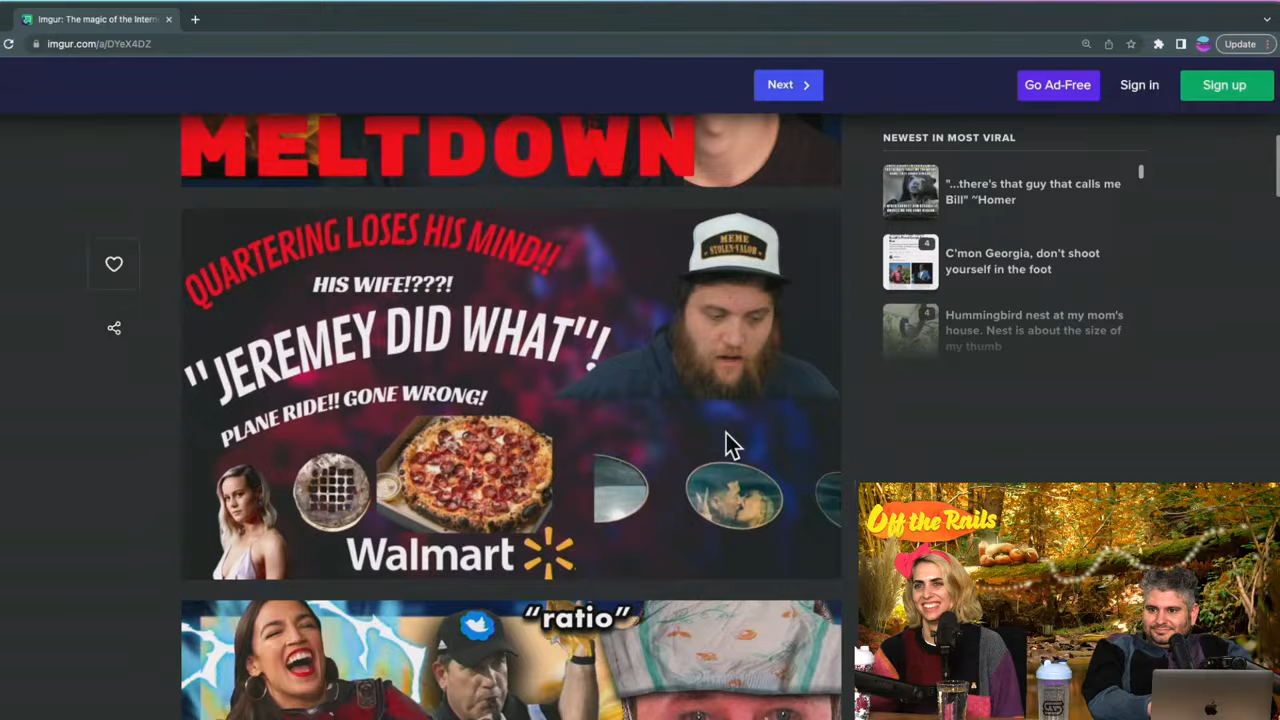 Imgur: The magic of the Intern
imgur.com/a/DYeX4DZ
Update
Next
Go Ad-Free
Sign in
Sign up
MELTDOWN
QUARTERING LOSES HIS MIND!!
HIS WIFE!???!
"JEREMEY DID WHAT"!
PLANE RIDE!! GONE WRONG!
MEME
STOLEN VALOR
Walmart
"ratio"
NEWEST IN MOST VIRAL
"...there's that guy that calls me
Bill" ~Homer
4
C'mon Georgia, don't shoot
yourself in the foot
4
Hummingbird nest at my mom's
house. Nest is about the size of
my thumb
Off the Rails